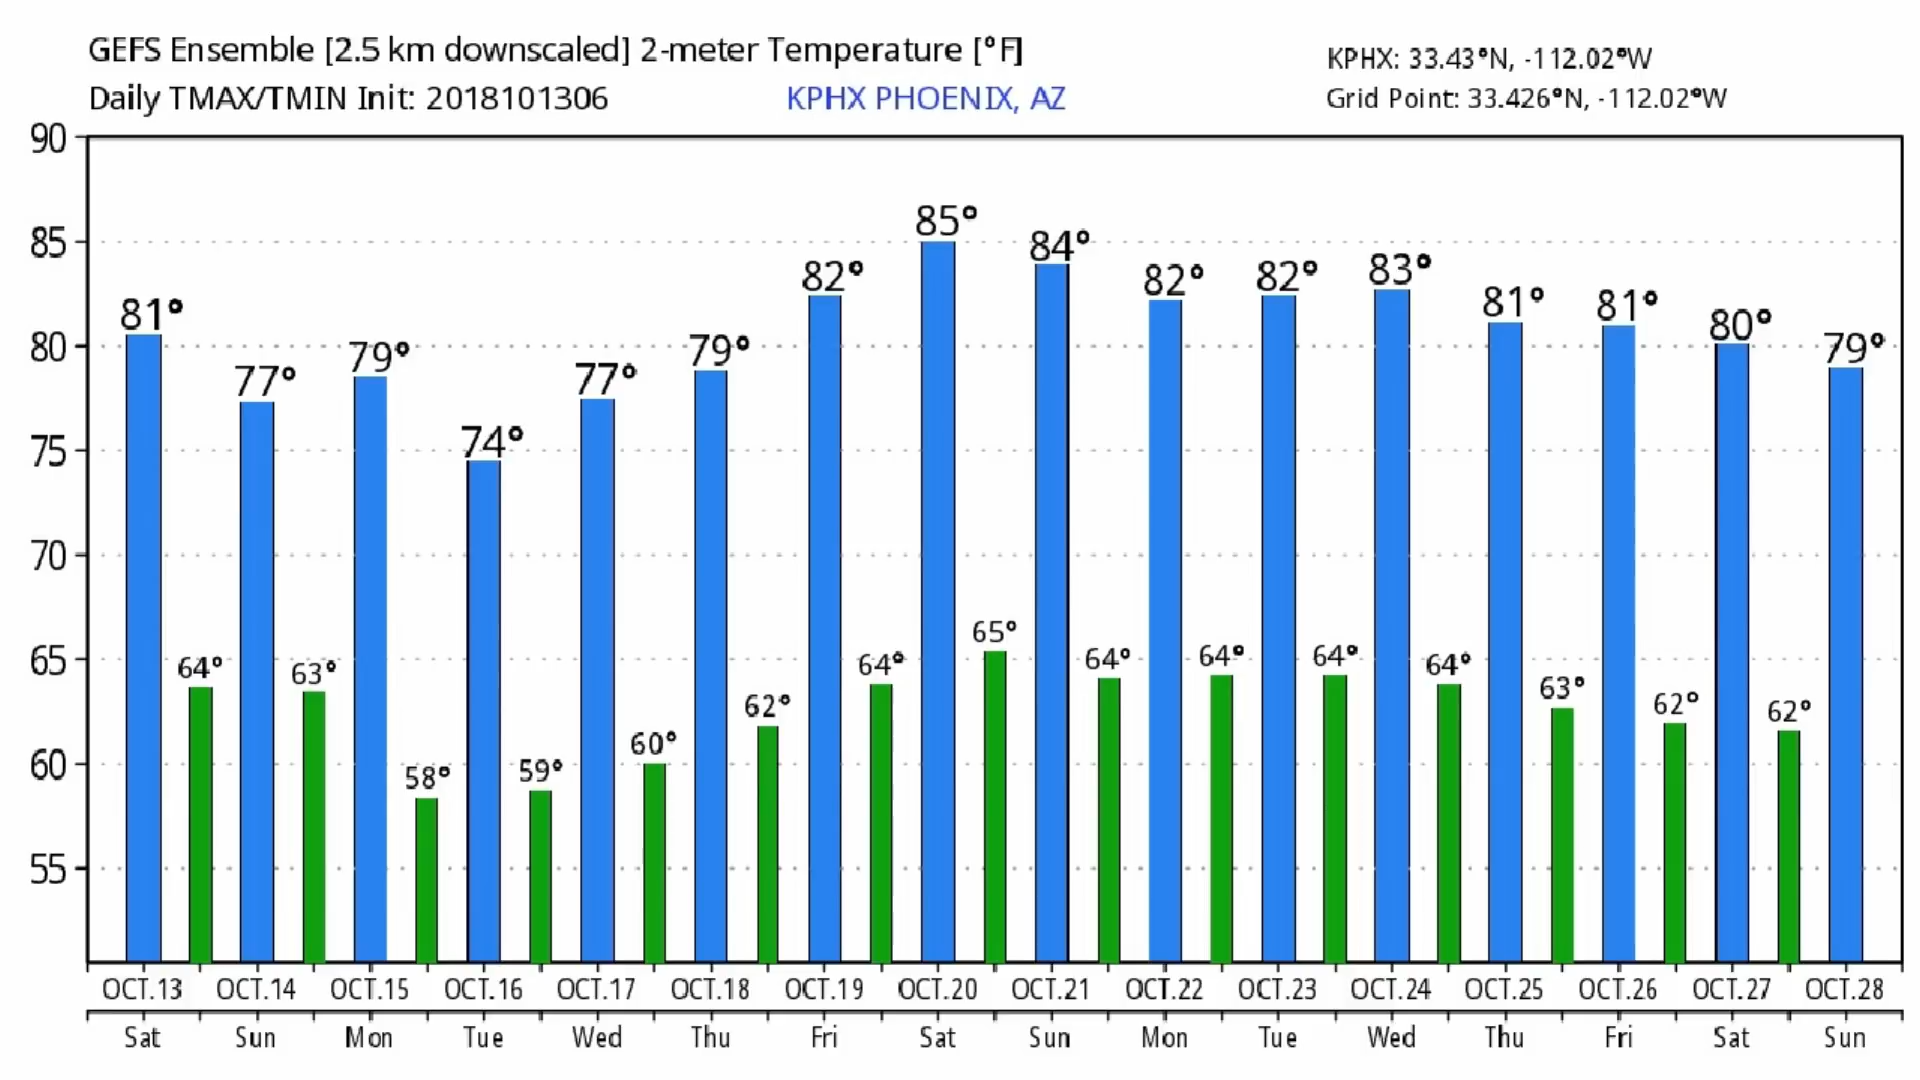 GEFS Ensemble [2.5 km downscaled] 2-meter Temperature [°F]
KPHX: 33.43°N, -112.02°W
Daily TMAX/TMIN Init: 2018101306
KPHX PHOENIX, AZ
Grid Point: 33.426°N, -112.02°W
90
85
80
75
70
65
60
55
81° 77° 79° 74° 77° 79° 82° 85° 84° 82° 82° 83° 81° 81° 80° 79°
64° 63° 58° 59° 60° 62° 64° 65° 64° 64° 64° 64° 63° 62° 62°
OCT.13 OCT.14 OCT.15 OCT.16 OCT.17 OCT.18 OCT.19 OCT.20 OCT.21 OCT.22 OCT.23 OCT.24 OCT.25 OCT.26 OCT.27 OCT.28
Sat Sun Mon Tue Wed Thu Fri Sat Sun Mon Tue Wed Thu Fri Sat Sun